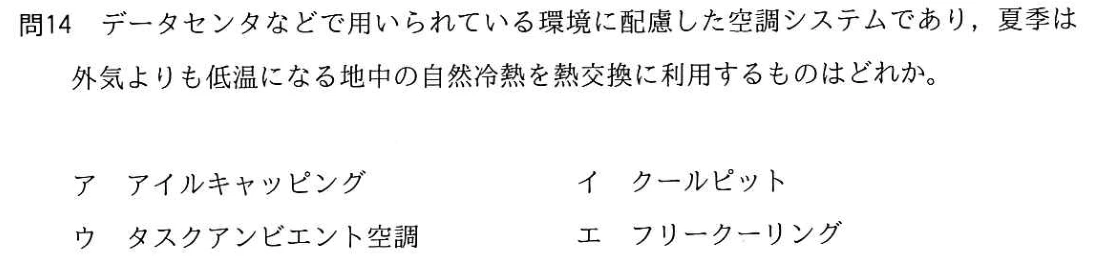 問14　データセンタなどで用いられている環境に配慮した空調システムであり，夏季は
外気よりも低温になる地中の自然冷熱を熱交換に利用するものはどれか。
ア　アイルキャッピング　イ　クールピット
ウ　タスクアンビエント空調　エ　フリークーリング